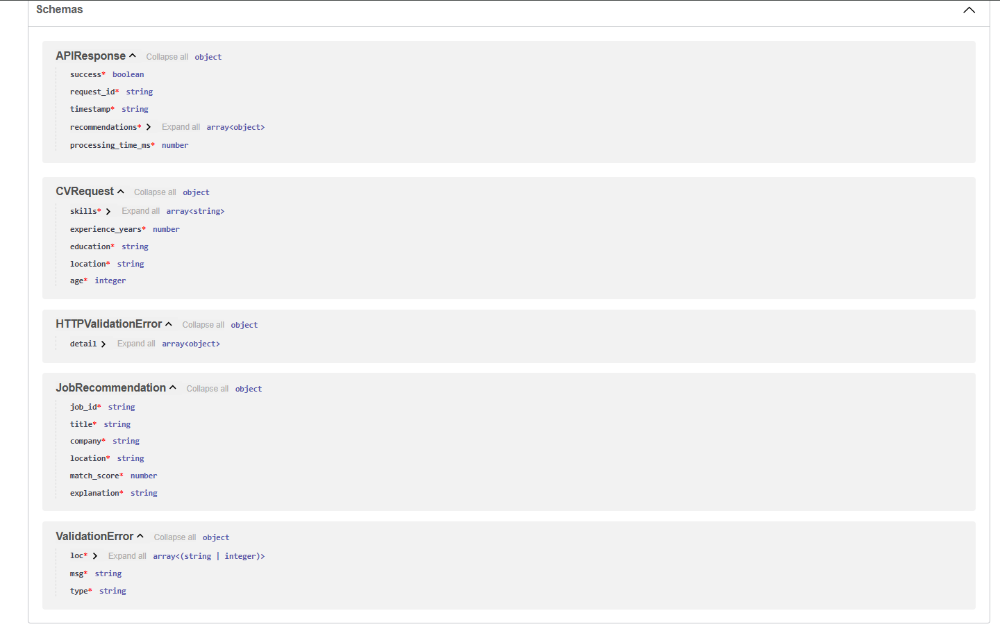 Schemas
APIResponse Collapse all object
success* boolean
request_id* string
timestamp* string
recommendations* Expand all array<object>
processing_time_ms* number
CVRequest Collapse all object
skills* Expand all array<string>
experience_years* number
education* string
location* string
age* integer
HTTPValidationError Collapse all object
detail Expand all array<object>
JobRecommendation Collapse all object
job_id* string
title* string
company* string
location* string
match_score* number
explanation* string
ValidationError Collapse all object
loc* Expand all array<(string | integer)>
msg* string
type* string